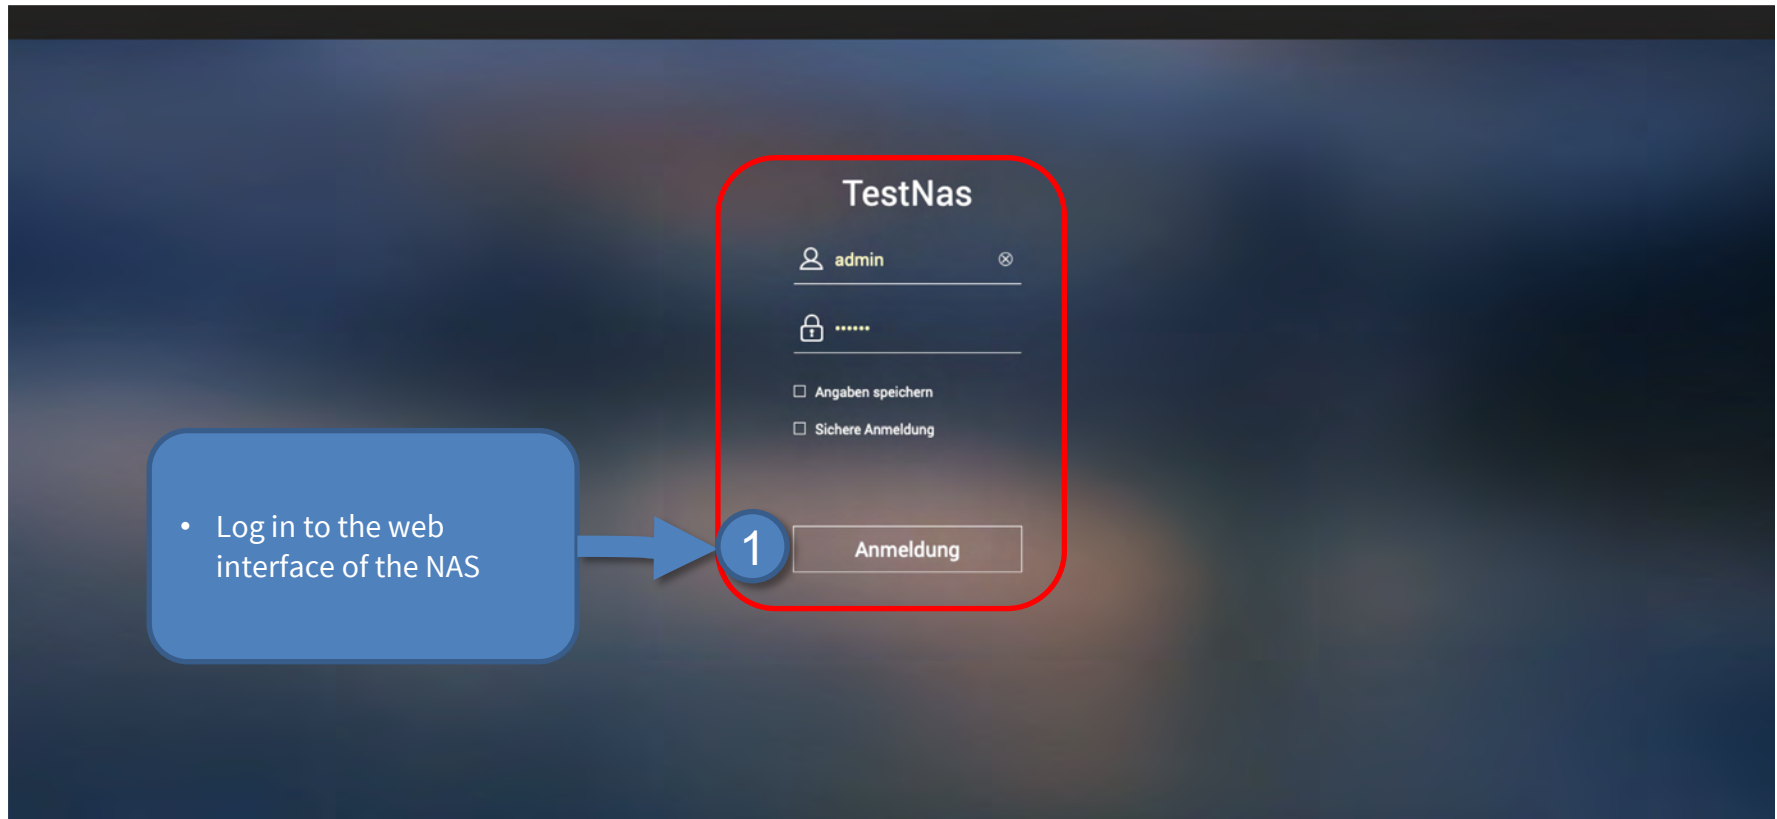 TestNas
admin
••••••
Angaben speichern
Sichere Anmeldung
• Log in to the web
interface of the NAS
1
Anmeldung